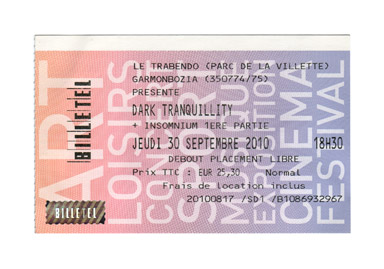 LE TRABENDO (PARC DE LA VILLETTE)
GARMONBOZIA (350774/75)
PRESENTE
DARK TRANQUILLITY
+ INSOMNIUM 1ERE PARTIE
JEUDI 30 SEPTEMBRE 2010 18H30
DEBOUT PLACEMENT LIBRE
Prix TTC : EUR 25,30 Normal
Frais de location inclus
20100817 /SD1 /B1086932967
BILLETEL
BILLETEL
ART
LOISIRS
CONCERT
EXPOSITION
CINEMA
FESTIVAL